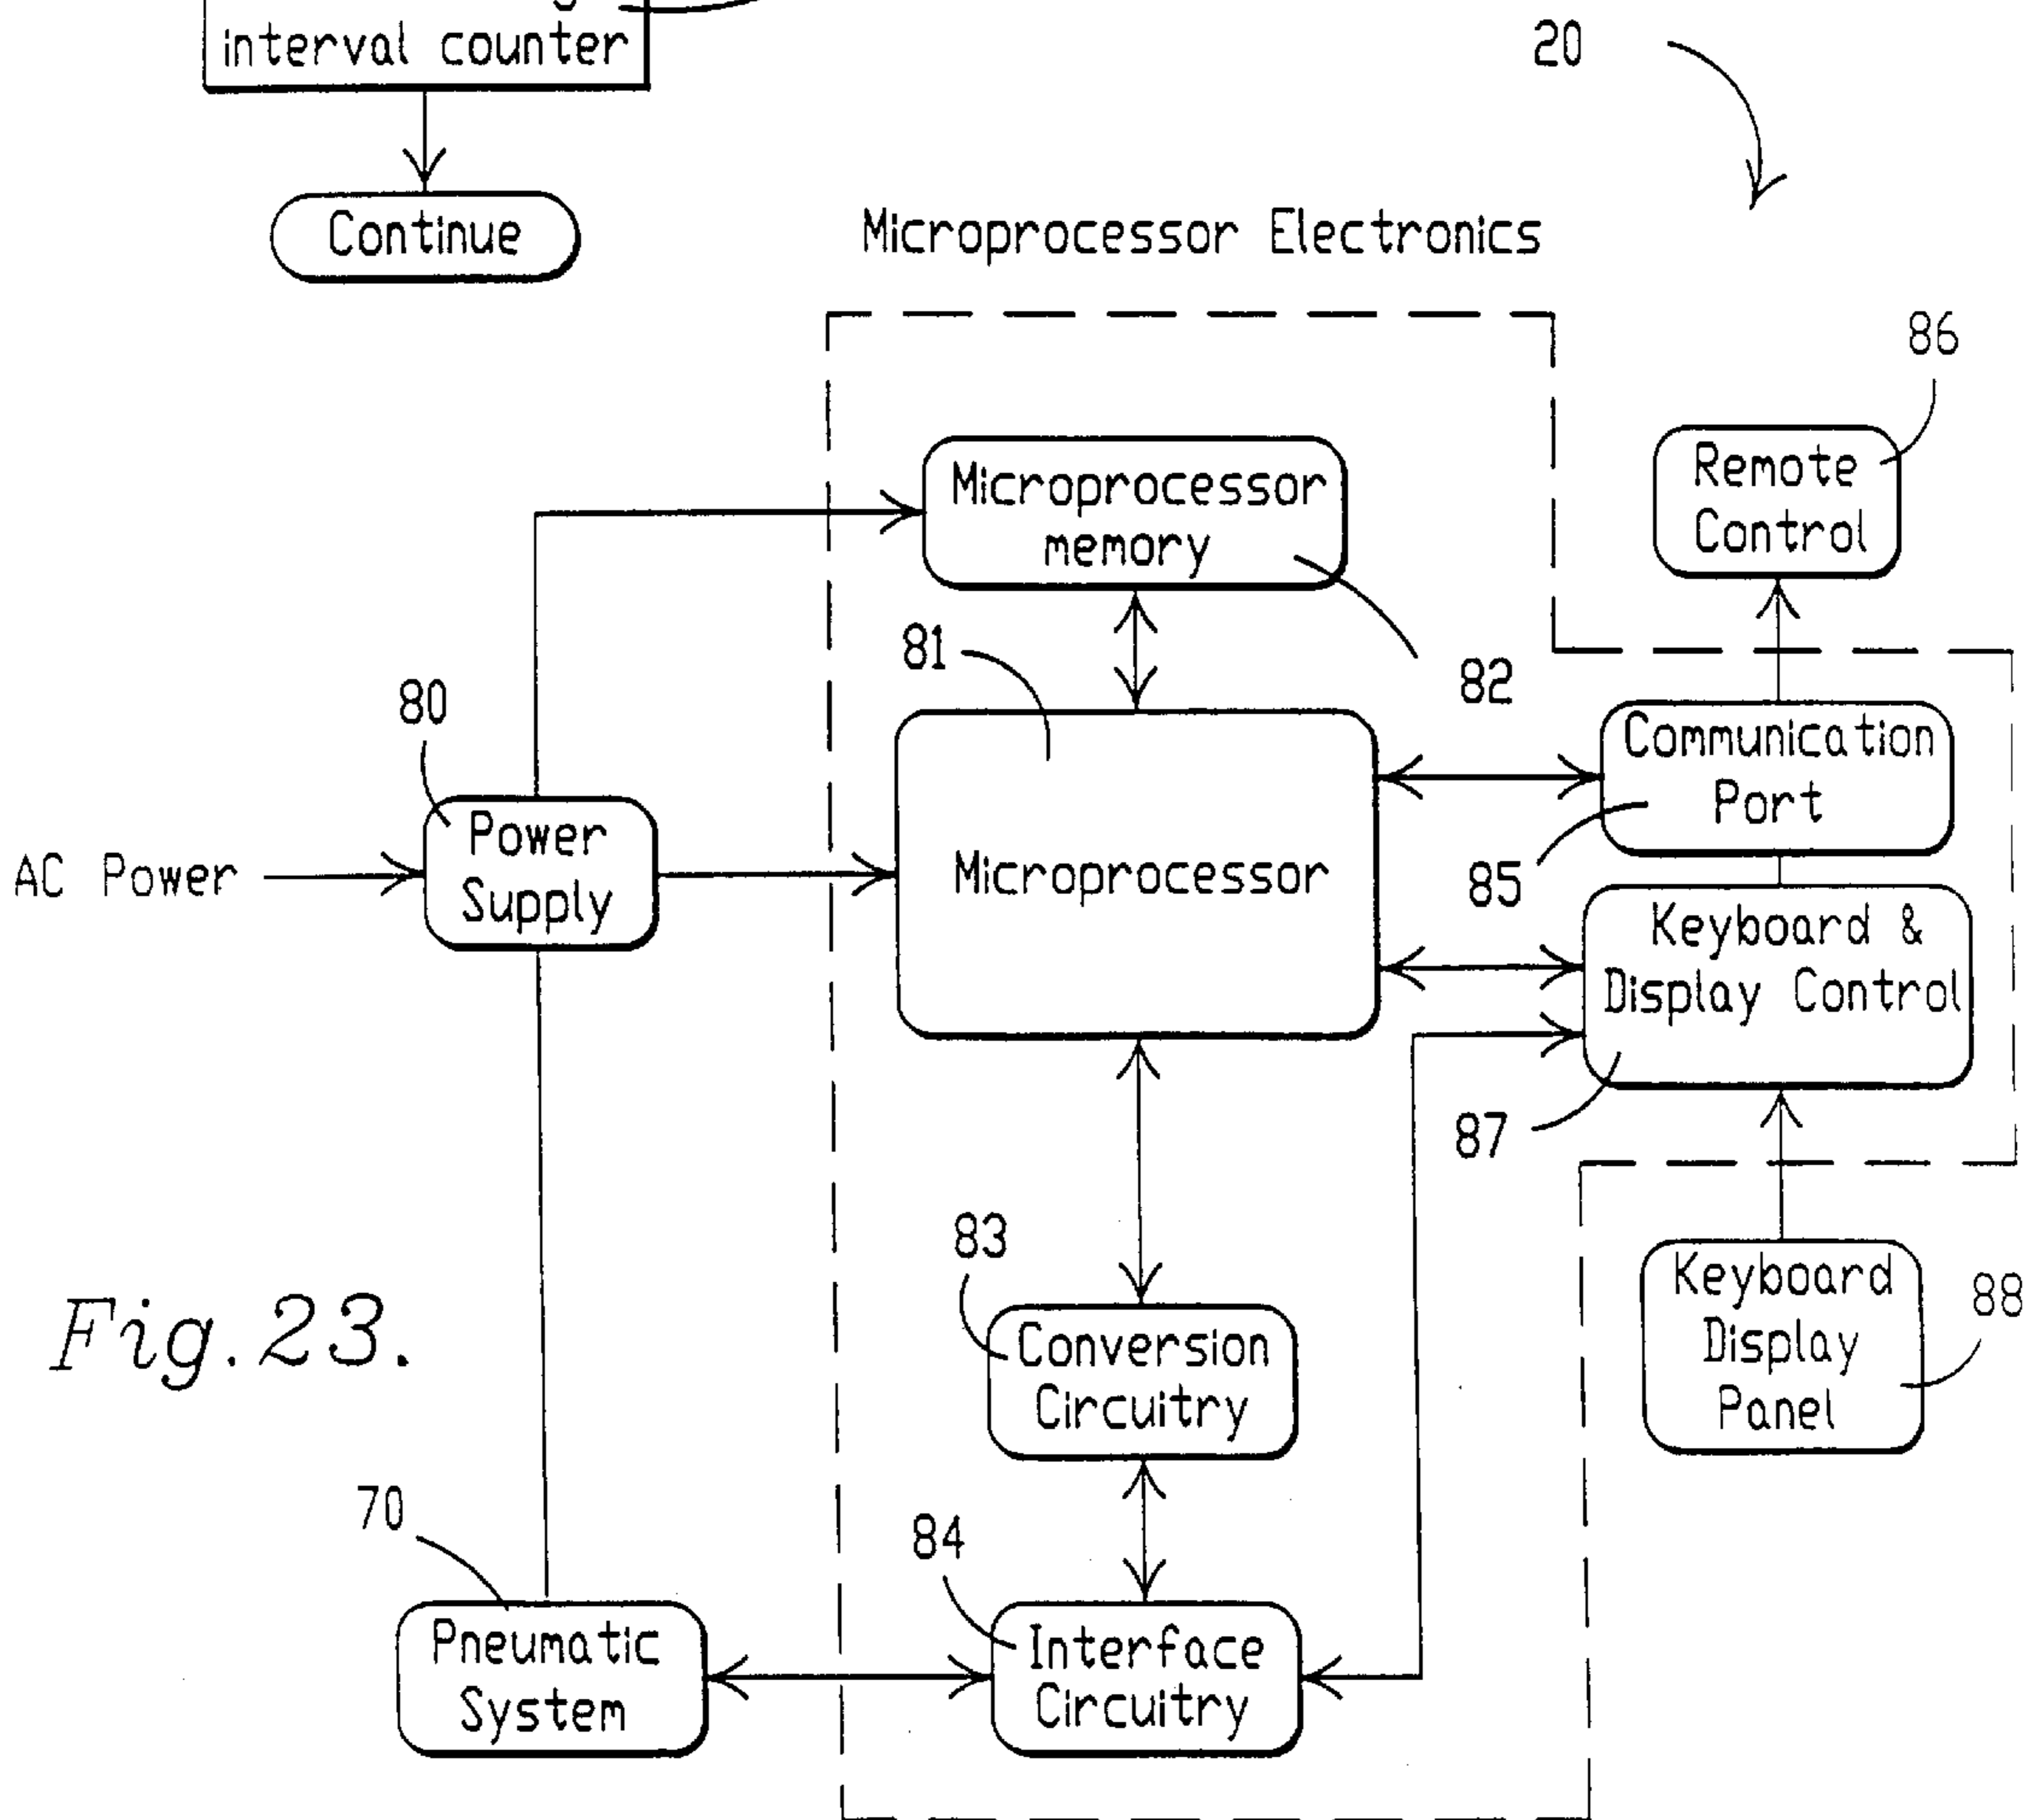 interval counter
Continue
20
Microprocessor Electronics
86
Remote
Control
Microprocessor
memory
82
81
80
Power
Supply
AC Power
Microprocessor
Communication
Port
85
Keyboard &
Display Control
87
83
Conversion
Circuitry
Keyboard
Display
Panel
88
Fig. 23.
70
84
Pneumatic
System
Interface
Circuitry